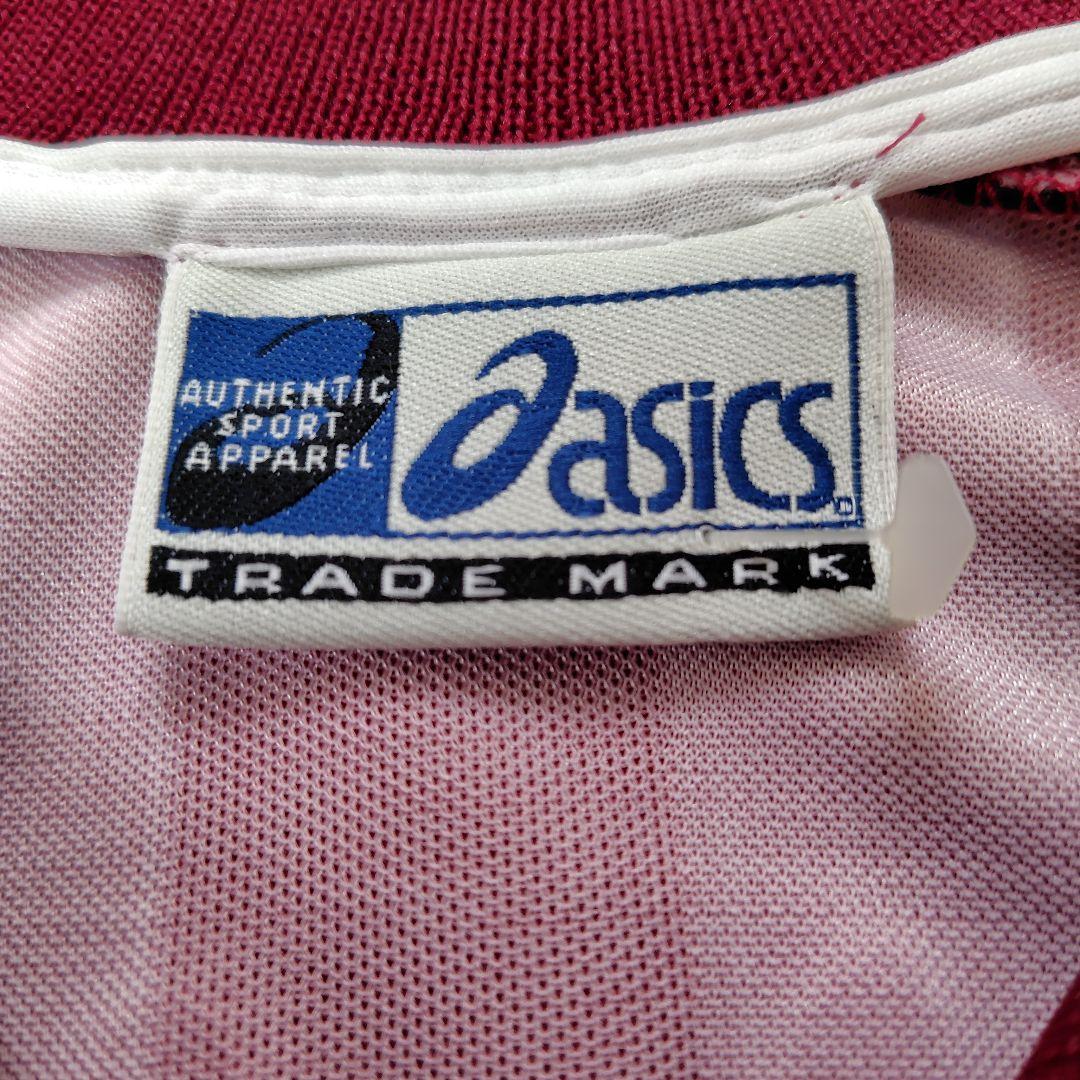 AUTHENTIC
SPORT
APPAREL
asics
TRADE MARK